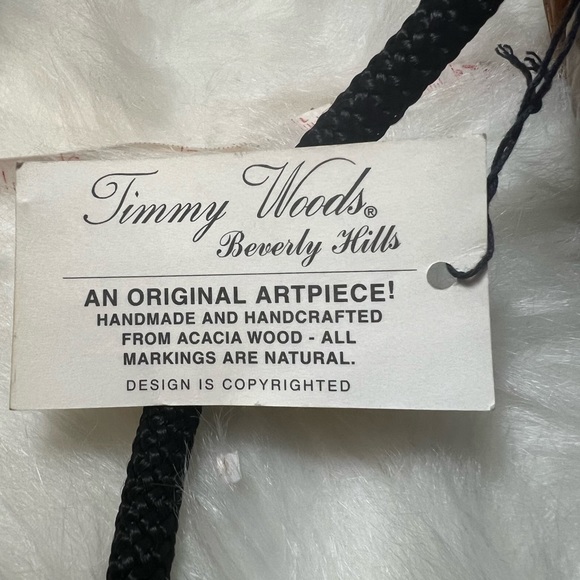 Timmy Woods®
Beverly Hills
AN ORIGINAL ARTPIECE!
HANDMADE AND HANDCRAFTED
FROM ACACIA WOOD - ALL
MARKINGS ARE NATURAL.
DESIGN IS COPYRIGHTED